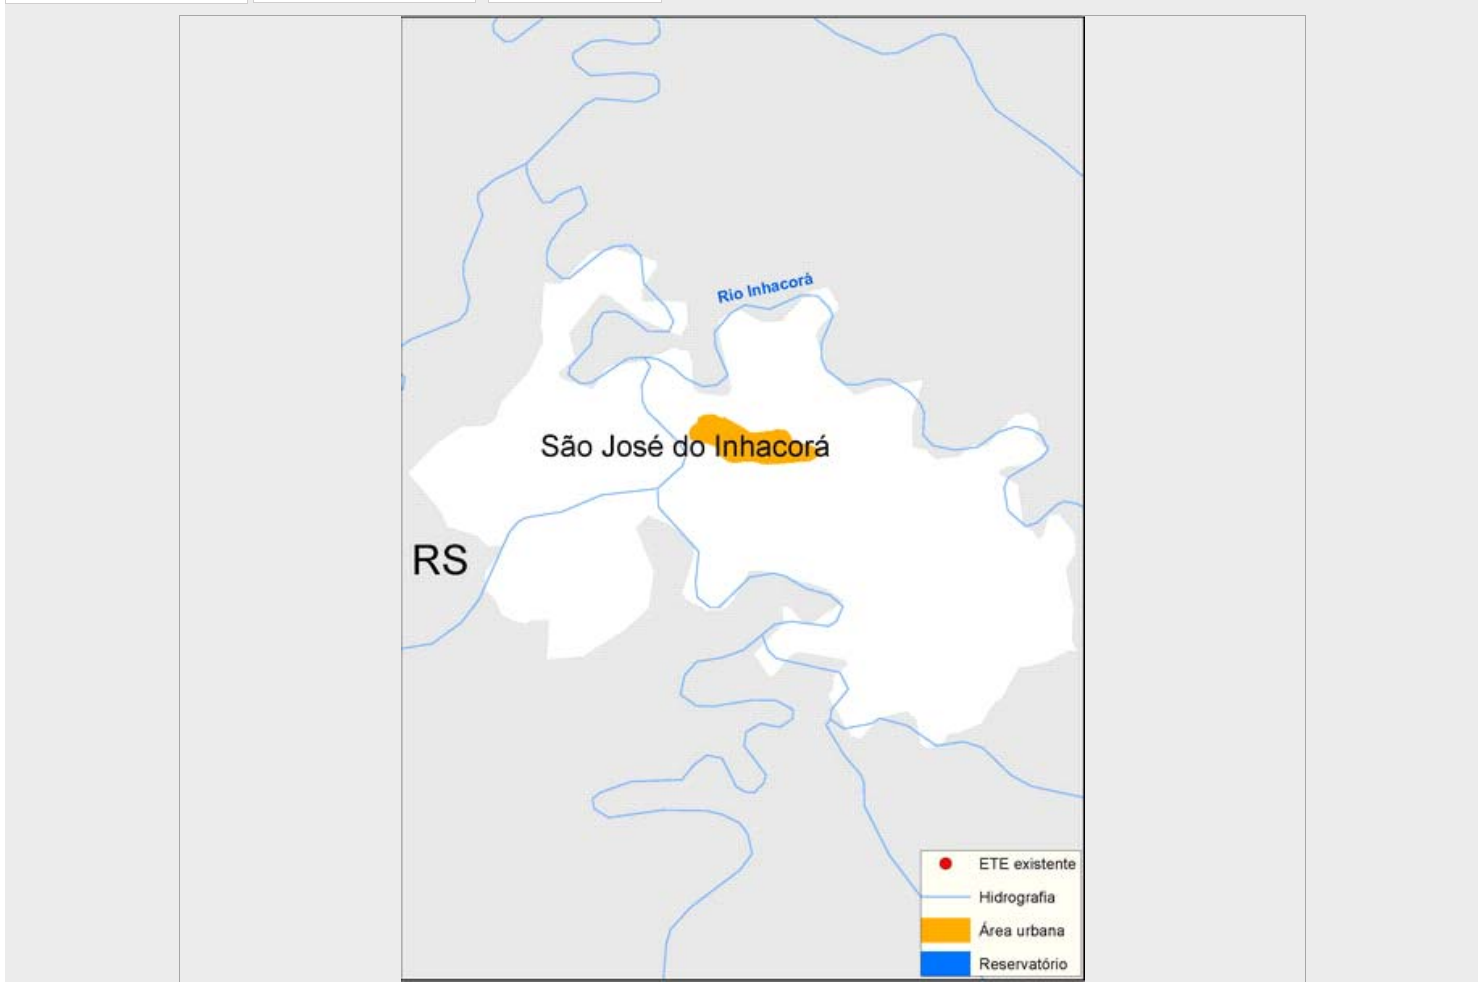 Rio Inhacorá
São José do Inhacorá
RS
ETE existente
Hidrografia
Área urbana
Reservatório